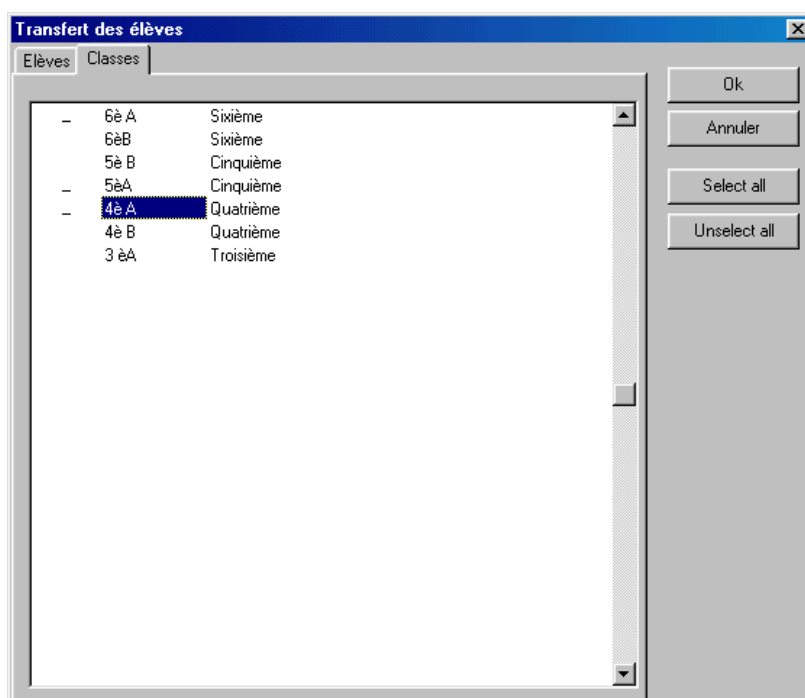 Transfert des élèves
Elèves Classes
Ok
Annuler
Select all
Unselect all
_ 6è A Sixième
6èB Sixième
5è B Cinquième
_ 5èA Cinquième
_ 4è A Quatrième
4è B Quatrième
3 èA Troisième